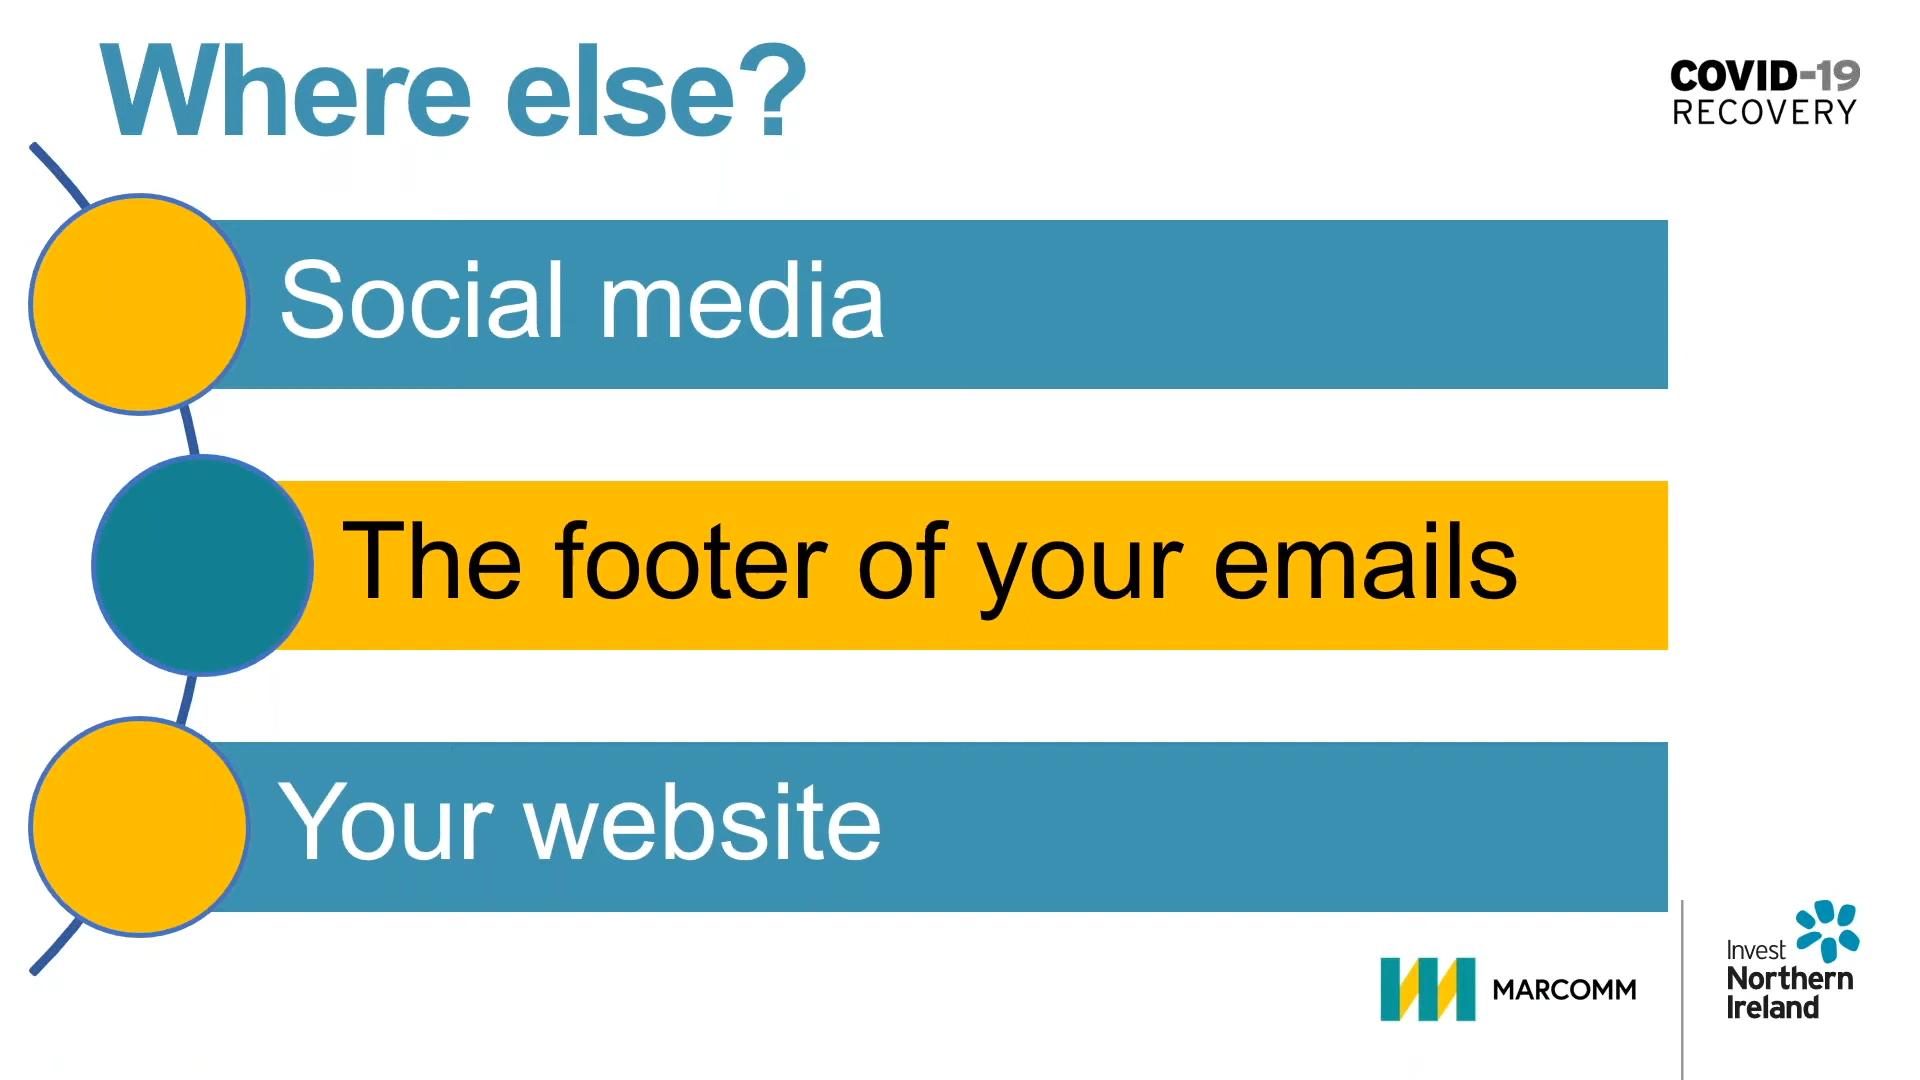 Where else?
COVID-19
RECOVERY
Social media
The footer of your emails
Your website
MARCOMM
Invest
Northern
Ireland